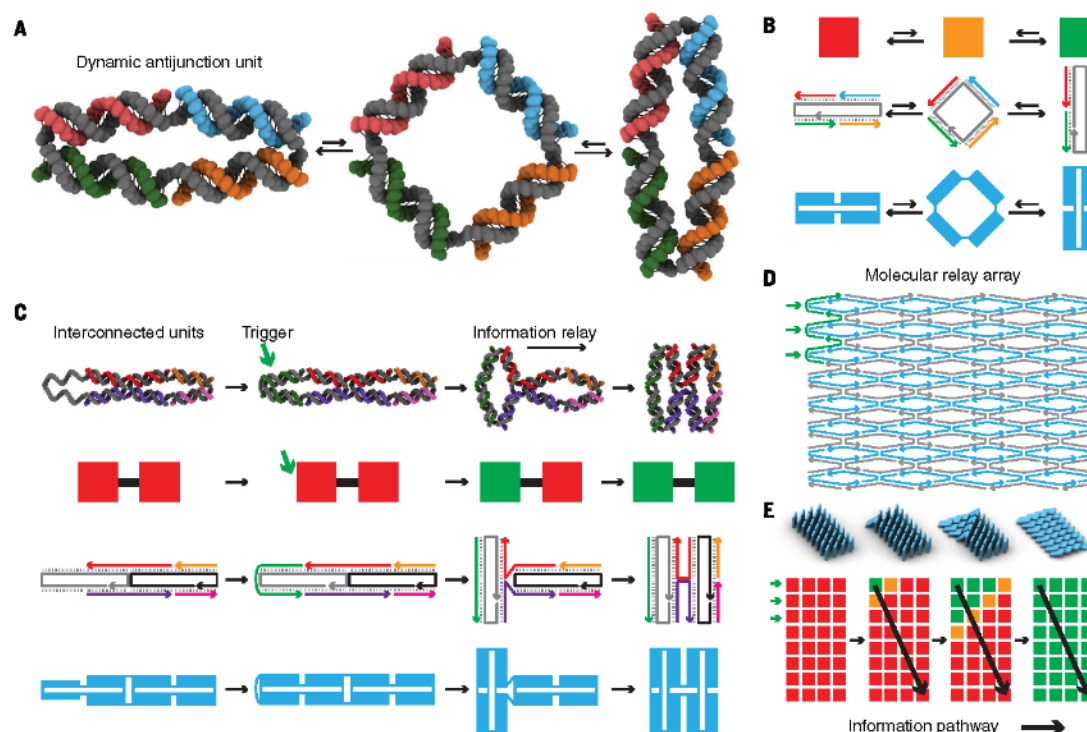 A
Dynamic antijunction unit
B
C
Interconnected units
Trigger
Information relay
D
Molecular relay array
E
Information pathway